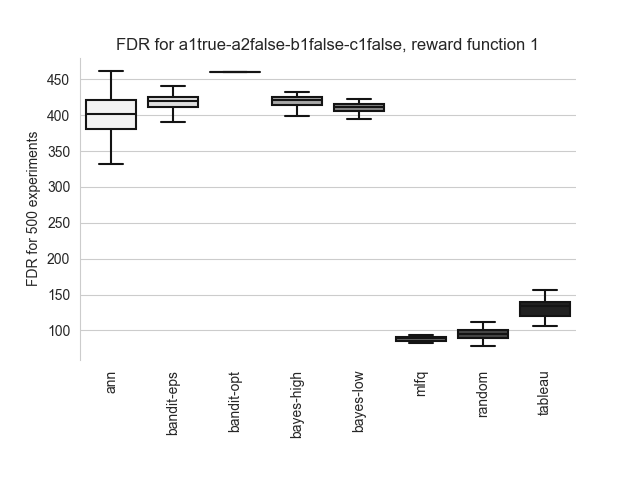 FDR for a1true-a2false-b1false-c1false, reward function 1
FDR for 500 experiments
450
400
350
300
250
200
150
100
ann
bandit-eps
bandit-opt
bayes-high
bayes-low
mlfq
random
tableau